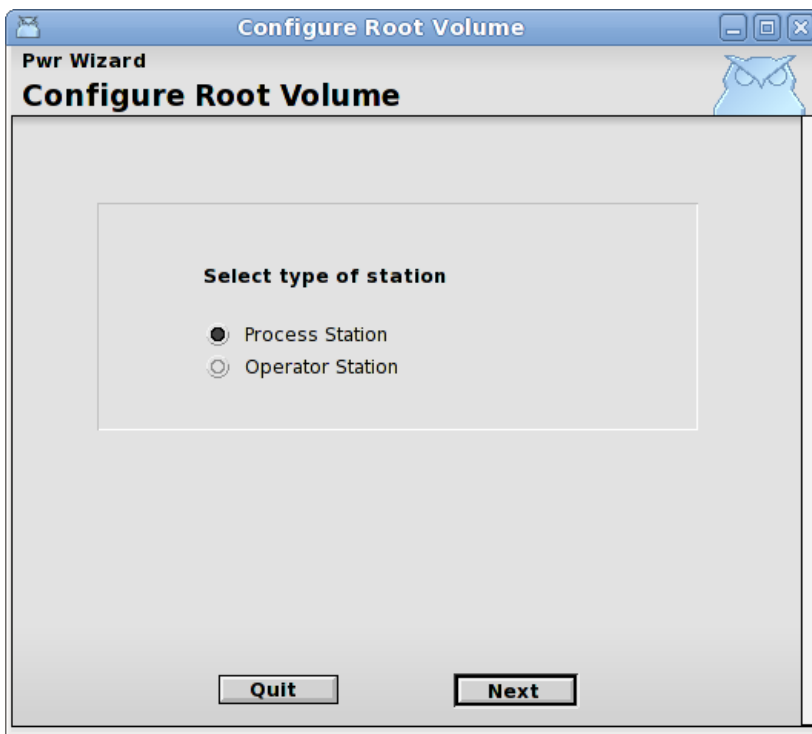 Configure Root Volume
Pwr Wizard
Configure Root Volume
Select type of station
Process Station
Operator Station
Quit
Next